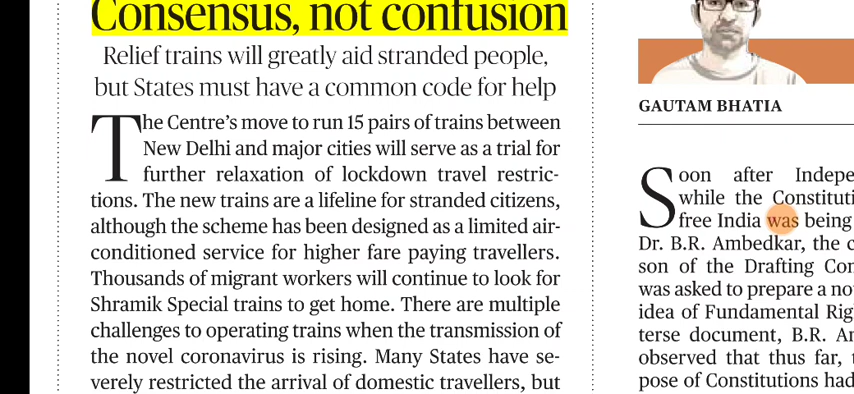 Consensus, not confusion
Relief trains will greatly aid stranded people,
but States must have a common code for help
The Centre's move to run 15 pairs of trains between
New Delhi and major cities will serve as a trial for
further relaxation of lockdown travel restric-
tions. The new trains are a lifeline for stranded citizens,
although the scheme has been designed as a limited air-
conditioned service for higher fare paying travellers.
Thousands of migrant workers will continue to look for
Shramik Special trains to get home. There are multiple
challenges to operating trains when the transmission of
the novel coronavirus is rising. Many States have se-
verely restricted the arrival of domestic travellers, but
GAUTAM BHATIA
Soon after Indepe
while the Constituti
free India was being
Dr. B.R. Ambedkar, the c
son of the Drafting Con
was asked to prepare a no
idea of Fundamental Rig
terse document, B.R. Am
observed that thus far, t
pose of Constitutions had